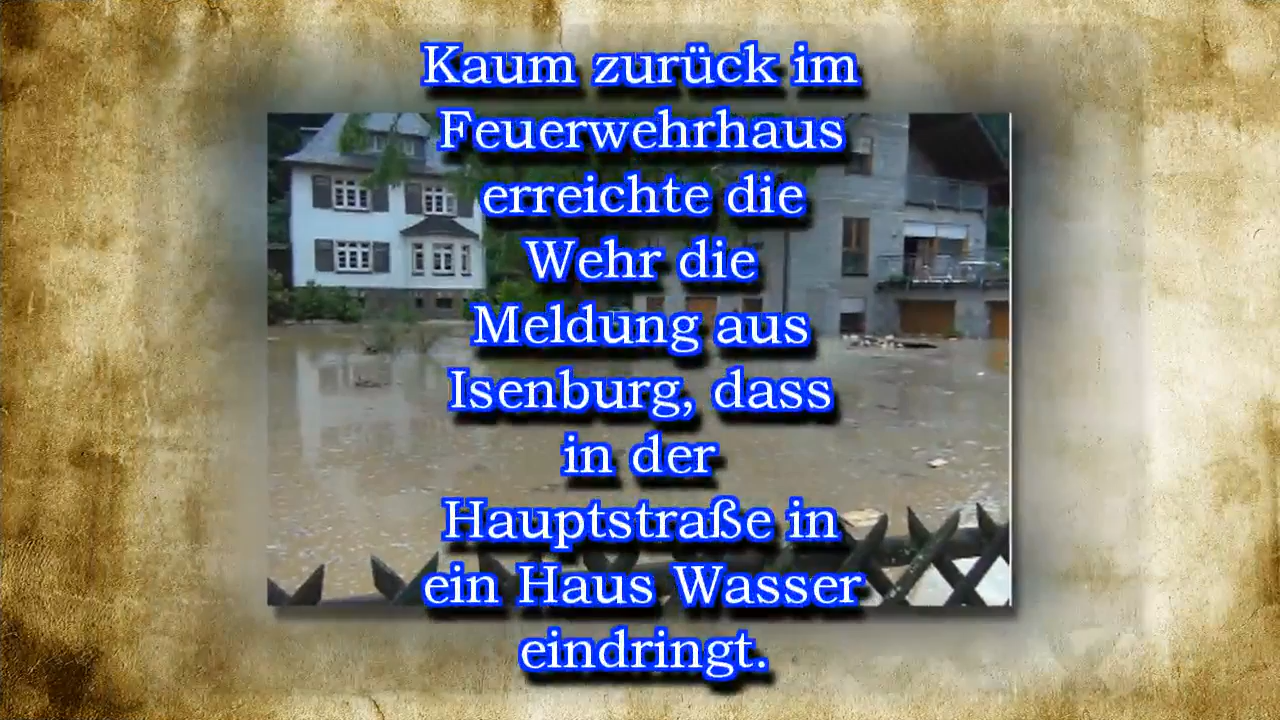 Kaum zurück im
Feuerwehrhaus
erreichte die
Wehr die
Meldung aus
Isenburg, dass
in der
Hauptstraße in
ein Haus Wasser
eindringt.